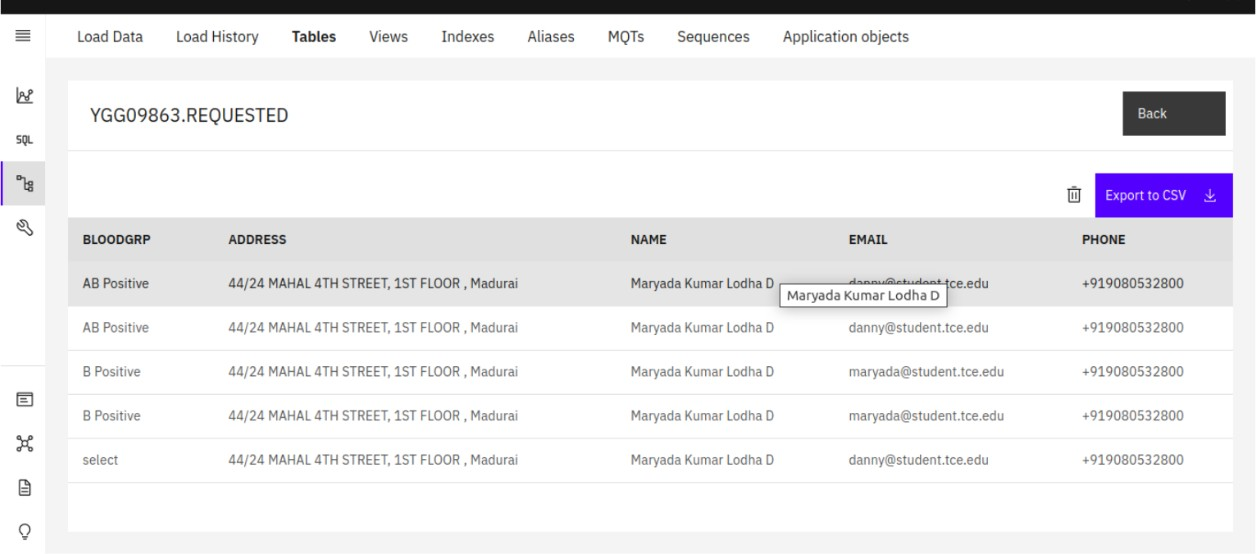 Load Data Load History Tables Views Indexes Aliases MQTs Sequences Application objects
SQL
YGG09863.REQUESTED
Back
Export to CSV
BLOODGRP ADDRESS NAME EMAIL PHONE
AB Positive 44/24 MAHAL 4TH STREET, 1ST FLOOR , Madurai Maryada Kumar Lodha D danny@student.tce.edu +919080532800
Maryada Kumar Lodha D
AB Positive 44/24 MAHAL 4TH STREET, 1ST FLOOR , Madurai Maryada Kumar Lodha D danny@student.tce.edu +919080532800
B Positive 44/24 MAHAL 4TH STREET, 1ST FLOOR , Madurai Maryada Kumar Lodha D maryada@student.tce.edu +919080532800
B Positive 44/24 MAHAL 4TH STREET, 1ST FLOOR , Madurai Maryada Kumar Lodha D maryada@student.tce.edu +919080532800
select 44/24 MAHAL 4TH STREET, 1ST FLOOR , Madurai Maryada Kumar Lodha D danny@student.tce.edu +919080532800